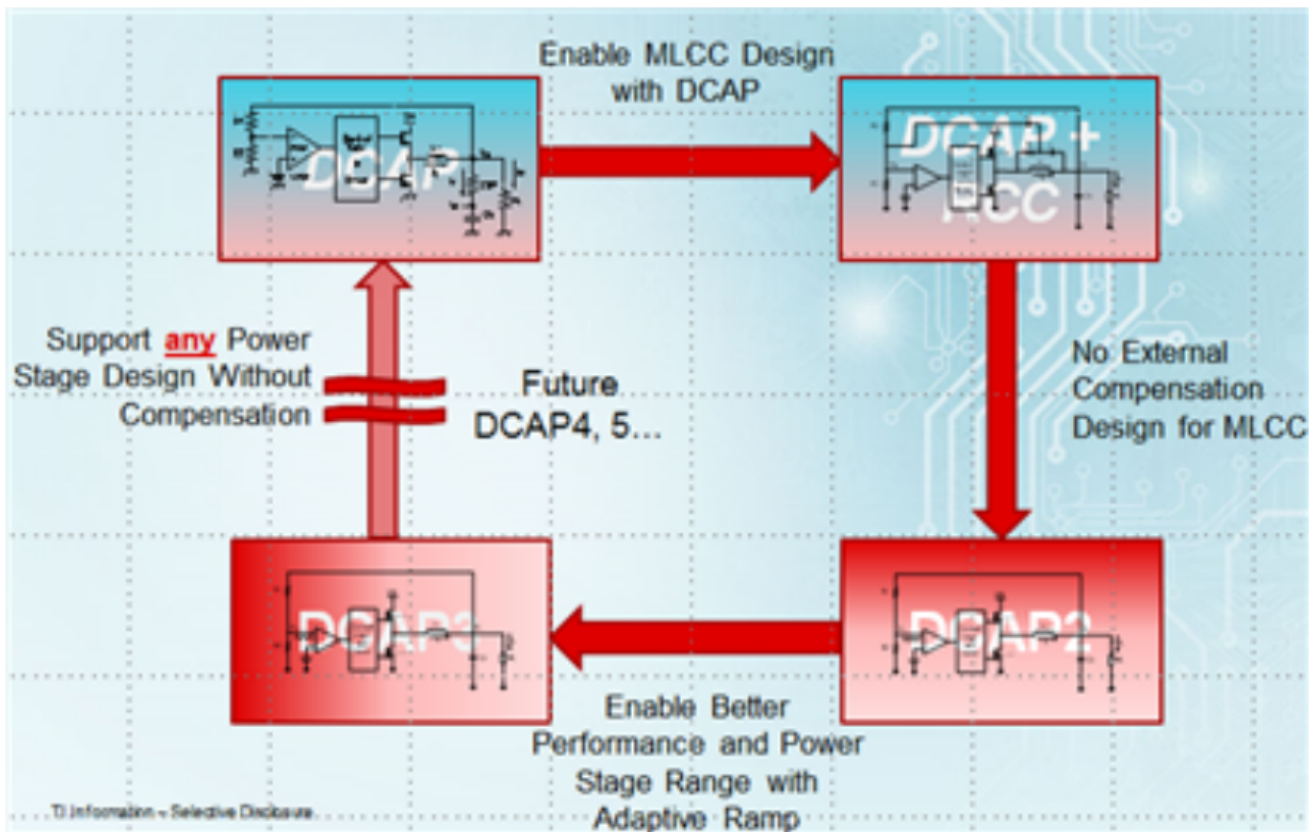 Enable MLCC Design
with DCAP
DCAP
DCAP +
RCC
Support any Power
Stage Design Without
Compensation
Future
DCAP4, 5...
No External
Compensation
Design for MLCC
DCAP3
DCAP2
Enable Better
Performance and Power
Stage Range with
Adaptive Ramp
TI Information – Selective Disclosure